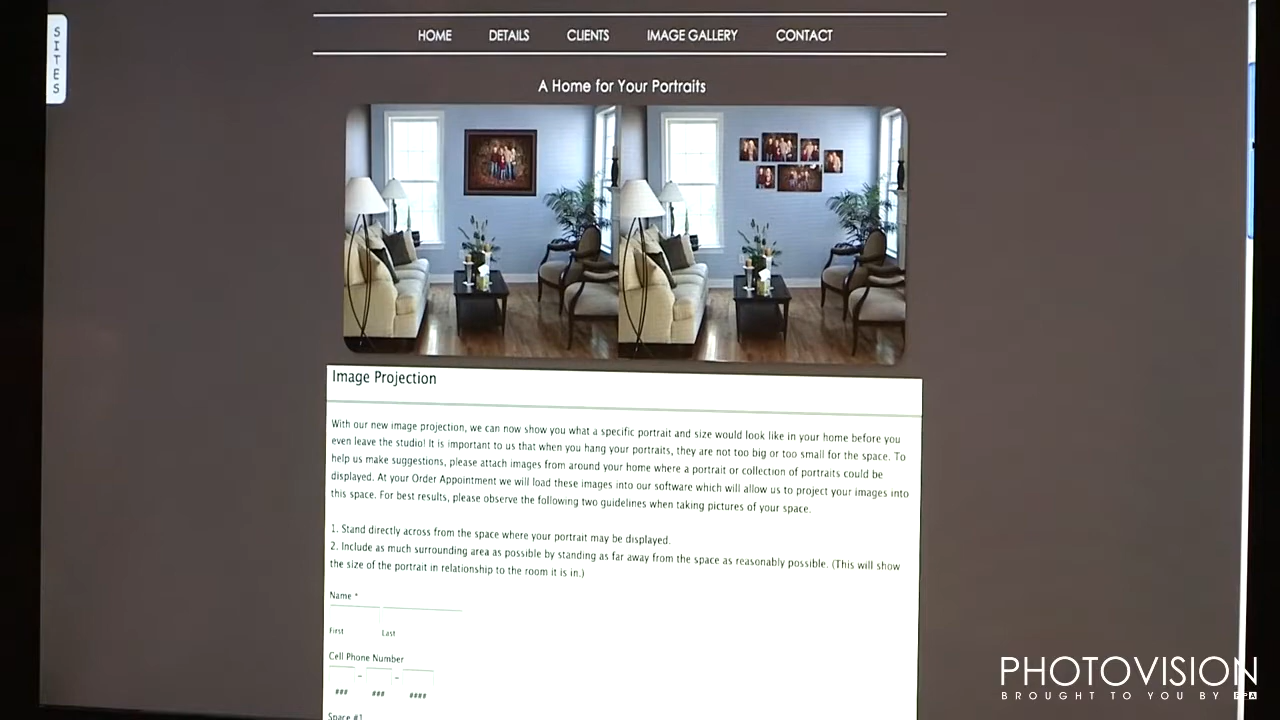 SITES
HOME DETAILS CLIENTS IMAGE GALLERY CONTACT
A Home for Your Portraits
Image Projection
With our new image projection, we can now show you what a specific portrait and size would look like in your home before you
even leave the studio! It is important to us that when you hang your portraits, they are not too big or too small for the space. To
help us make suggestions, please attach images from around your home where a portrait or collection of portraits could be
displayed. At your Order Appointment we will load these images into our software which will allow us to project your images into
this space. For best results, please observe the following two guidelines when taking pictures of your space.
1. Stand directly across from the space where your portrait may be displayed.
2. Include as much surrounding area as possible by standing as far away from the space as reasonably possible. (This will show
the size of the portrait in relationship to the room it is in.)
Name *
First Last
Cell Phone Number
- -
### ### ####
Space #1
PHOTOVISION
BROUGHT TO YOU BY PPA